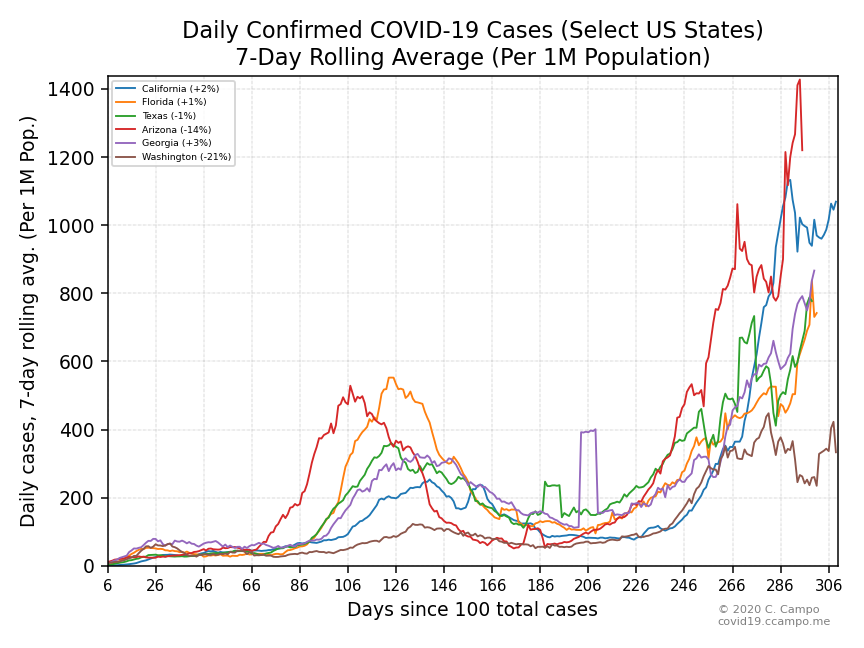 Daily Confirmed COVID-19 Cases (Select US States)
7-Day Rolling Average (Per 1M Population)
Daily cases, 7-day rolling avg. (Per 1M Pop.)
1400
1200
1000
800
600
400
200
0
California (+2%)
Florida (+1%)
Texas (-1%)
Arizona (-14%)
Georgia (+3%)
Washington (-21%)
6 26 46 66 86 106 126 146 166 186 206 226 246 266 286 306
Days since 100 total cases
© 2020 C. Campo
covid19.ccampo.me